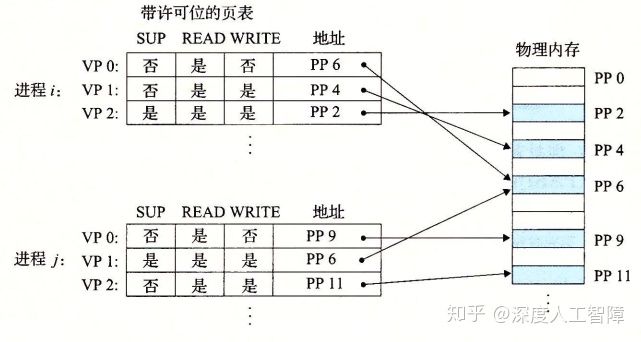 带许可位的页表
SUP READ WRITE 地址
物理内存
进程 i:
VP 0: 否 是 否 PP 6
VP 1: 否 是 是 PP 4
VP 2: 是 是 是 PP 2
⋮
PP 0
PP 2
PP 4
PP 6
PP 9
PP 11
⋮
SUP READ WRITE 地址
进程 j:
VP 0: 否 是 否 PP 9
VP 1: 是 是 是 PP 6
VP 2: 否 是 是 PP 11
⋮
知乎 @深度人工智障